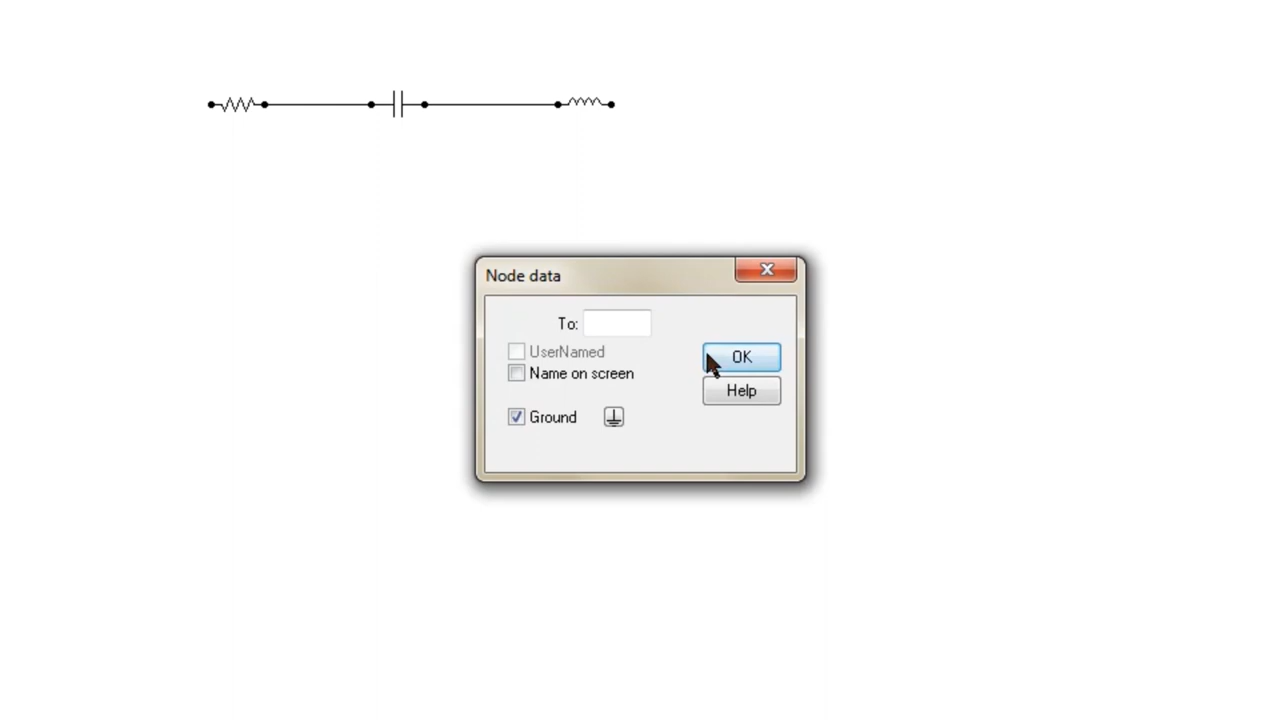 Node data
To:
UserNamed
OK
Name on screen
Help
Ground